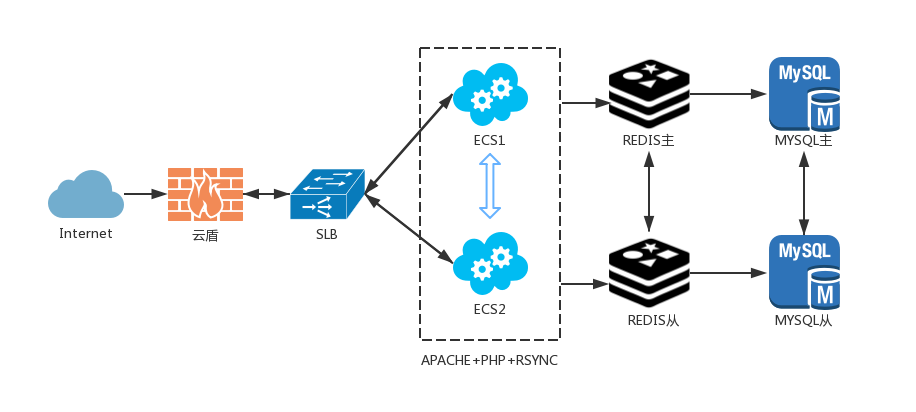 Internet
云盾
SLB
ECS1
ECS2
APACHE+PHP+RSYNC
REDIS主
REDIS从
MySQL
M
MYSQL主
MySQL
M
MYSQL从